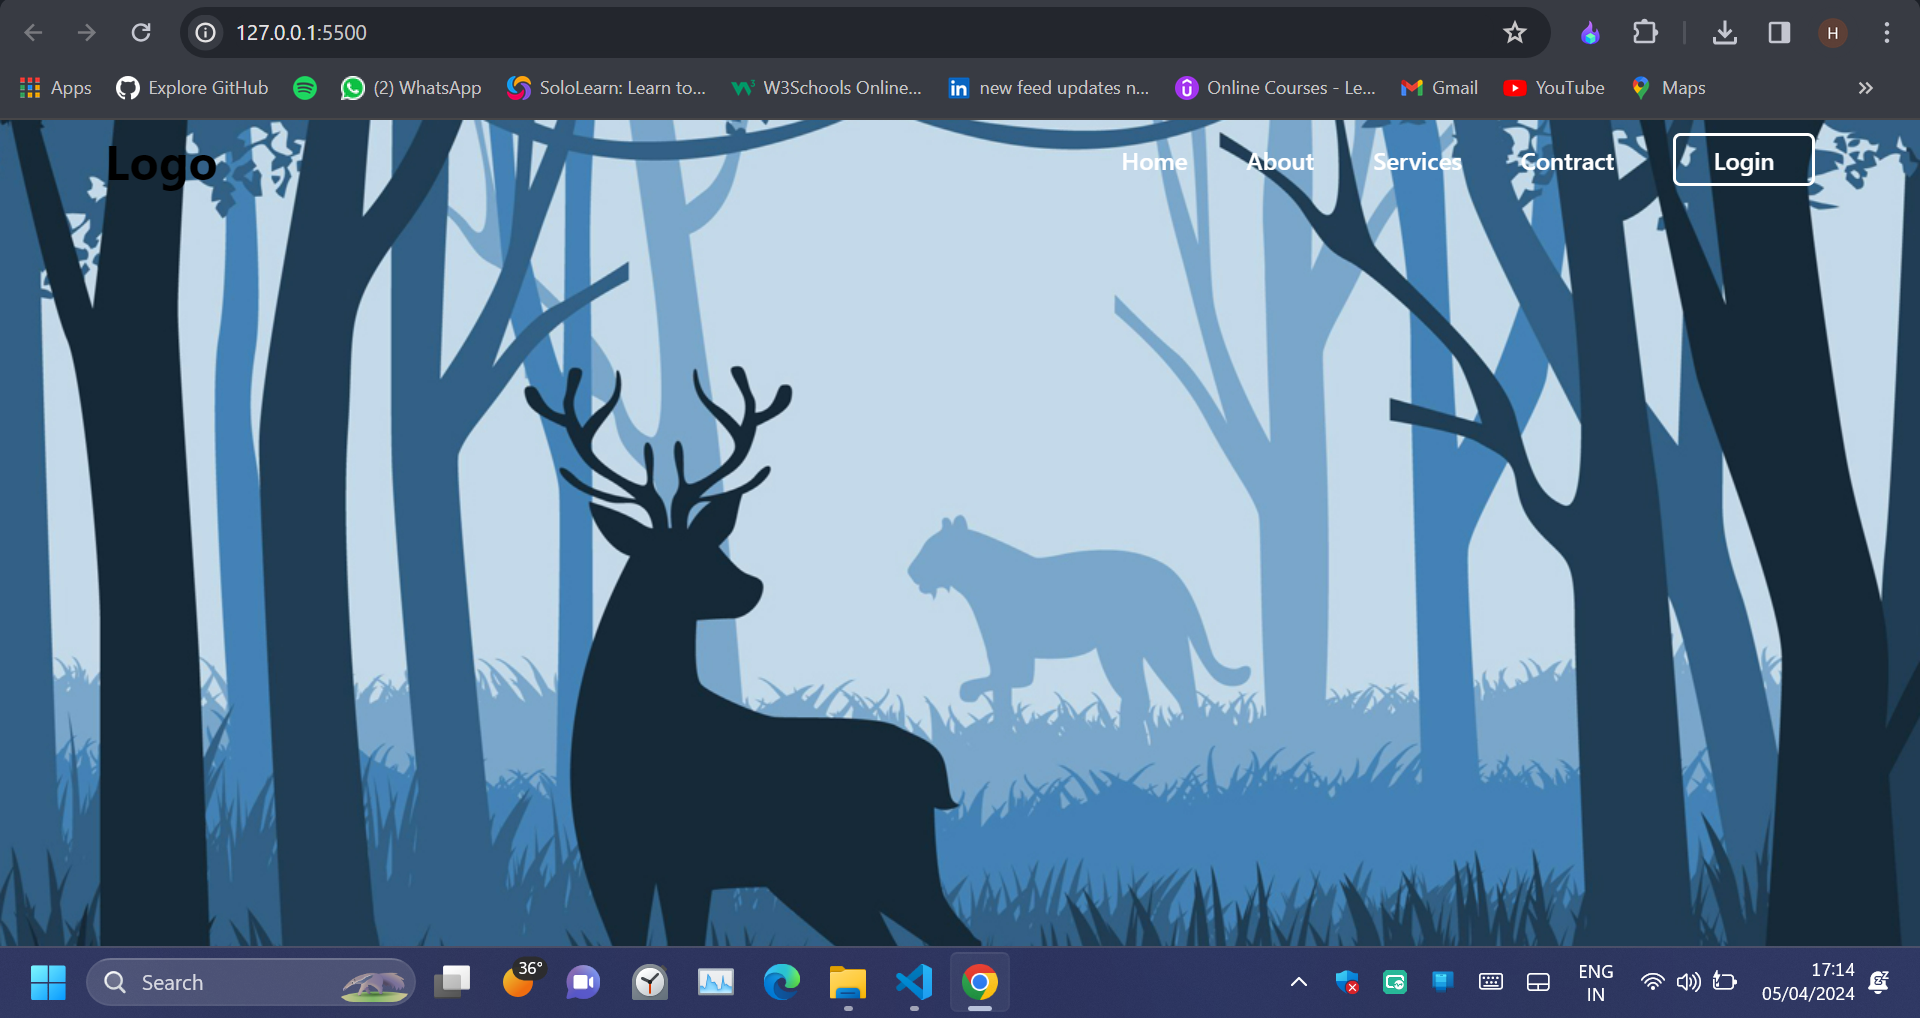 127.0.0.1:5500
H
Apps
Explore GitHub
(2) WhatsApp
SoloLearn: Learn to...
W3Schools Online...
in
new feed updates n...
Online Courses - Le...
Gmail
YouTube
Maps
»
Logo
Home
About
Services
Contract
Login
Search
36°
ENG
IN
17:14
05/04/2024